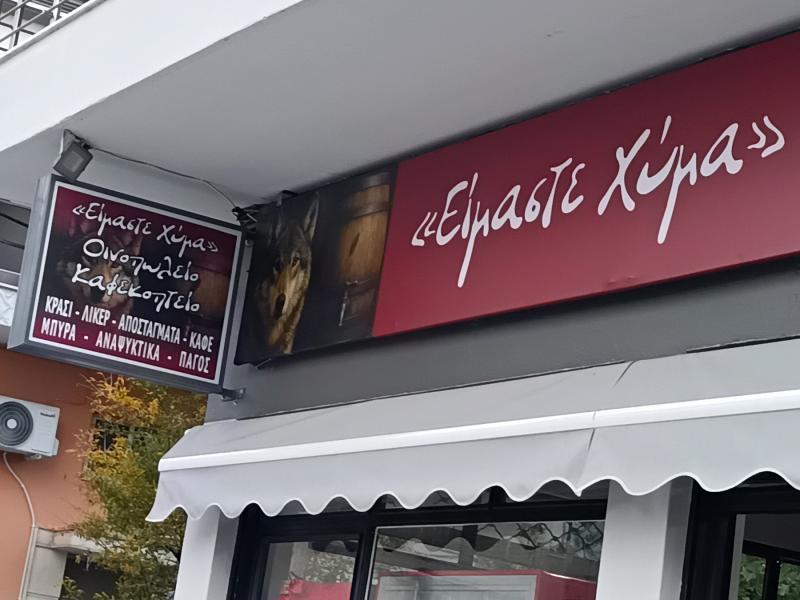 «Είμαστε Χύμα»
Οινοπωλείο
Καφεκοπτείο
ΚΡΑΣΙ - ΛΙΚΕΡ - ΑΠΟΣΤΑΓΜΑΤΑ - ΚΑΦΕ
ΜΠΥΡΑ - ΑΝΑΨΥΚΤΙΚΑ - ΠΑΓΟΣ
«Είμαστε Χύμα»